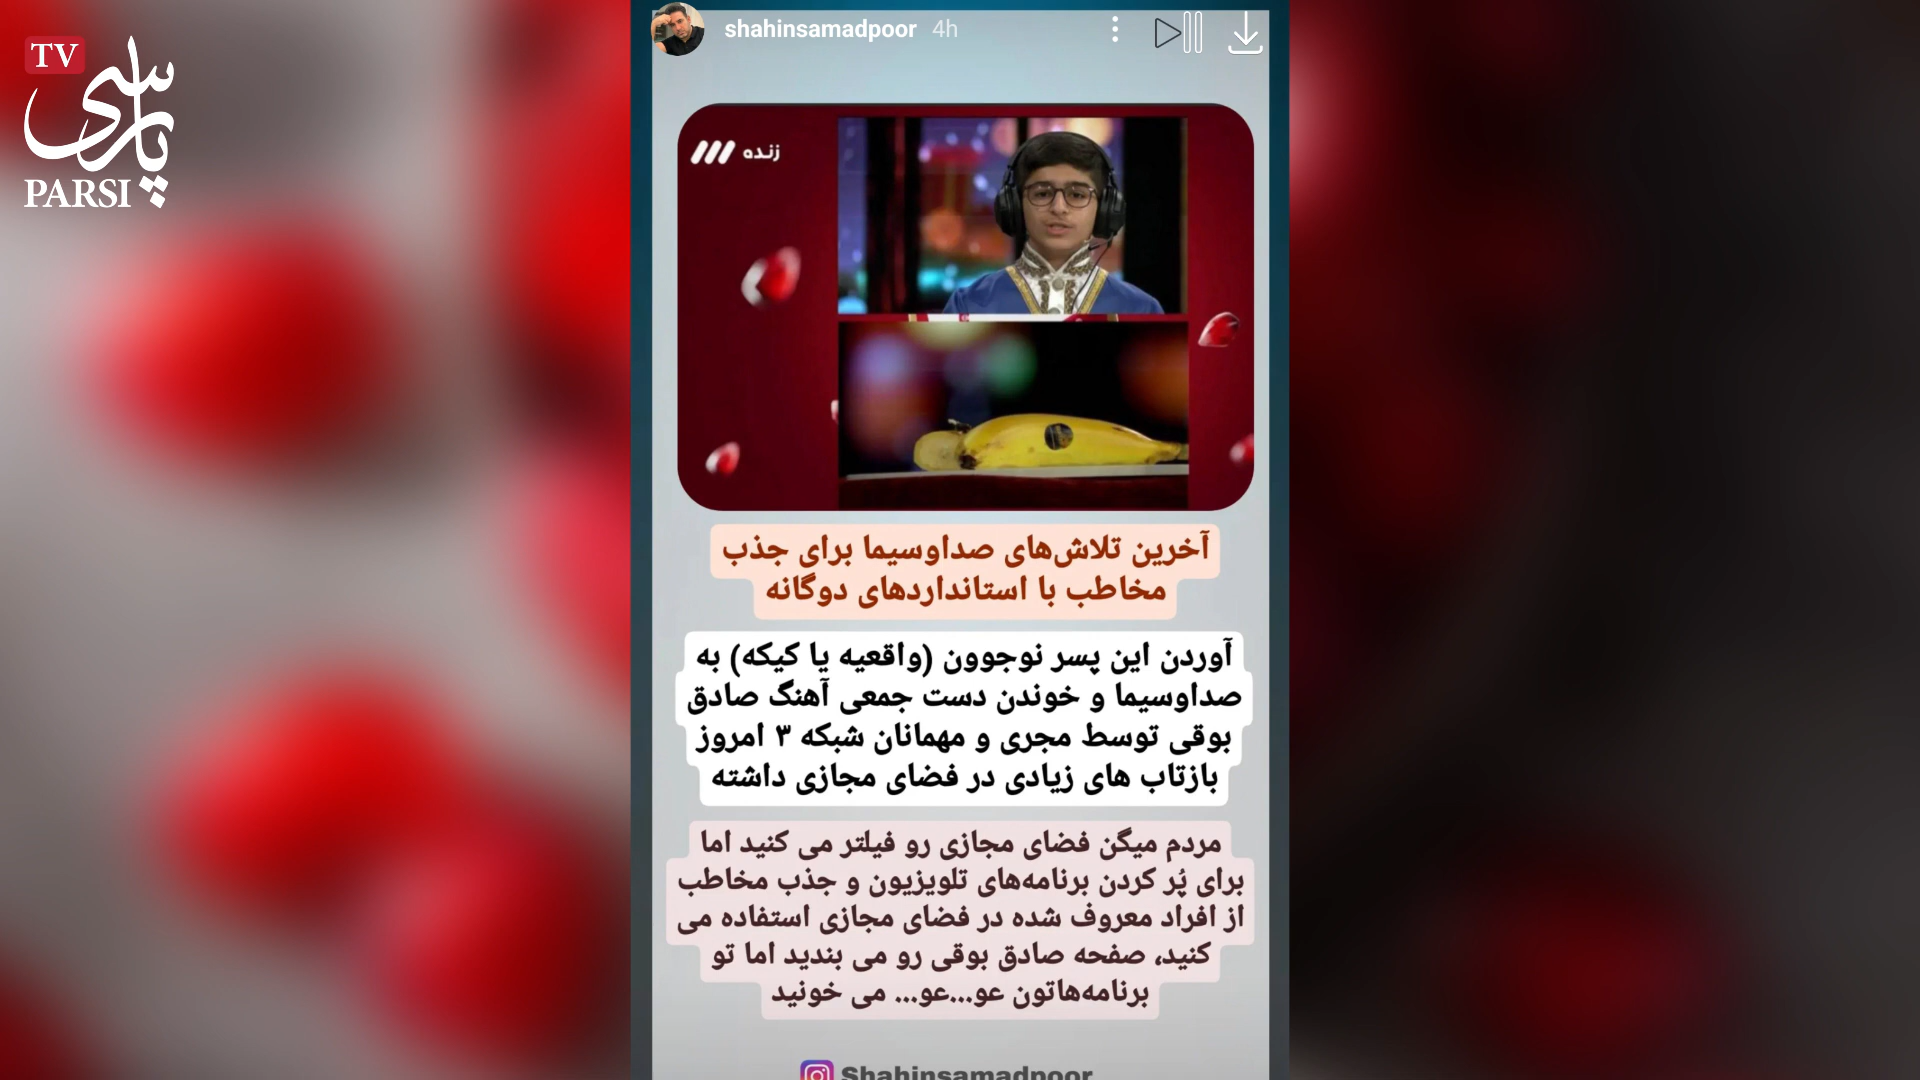 TV
پارسی
PARSI
shahinsamadpoor 4h
زنده
آخرین تلاش‌های صداوسیما برای جذب
مخاطب با استانداردهای دوگانه
آوردن این پسر نوجوون (واقعیه یا کیکه) به
صداوسیما و خوندن دست جمعی آهنگ صادق
بوقی توسط مجری و مهمانان شبکه ۳ امروز
بازتاب های زیادی در فضای مجازی داشته
مردم میگن فضای مجازی رو فیلتر می کنید اما
برای پُر کردن برنامه‌های تلویزیون و جذب مخاطب
از افراد معروف شده در فضای مجازی استفاده می
کنید، صفحه صادق بوقی رو می بندید اما تو
برنامه‌هاتون عو...عو... می خونید
Shahinsamadpoor